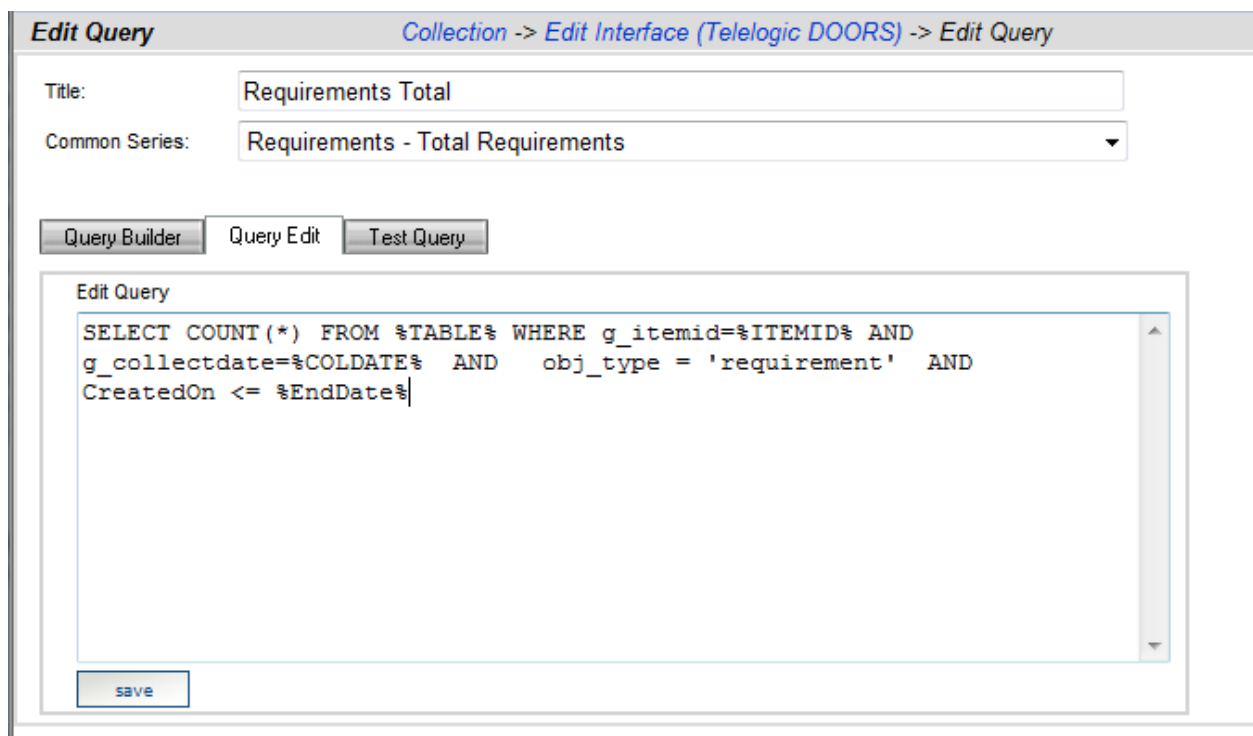 Edit Query Collection -> Edit Interface (Telelogic DOORS) -> Edit Query
Title: Requirements Total
Common Series: Requirements - Total Requirements
Query Builder Query Edit Test Query
Edit Query
SELECT COUNT(*) FROM %TABLE% WHERE g_itemid=%ITEMID% AND
g_collectdate=%COLDATE%  AND   obj_type = 'requirement'  AND
CreatedOn <= %EndDate%
save